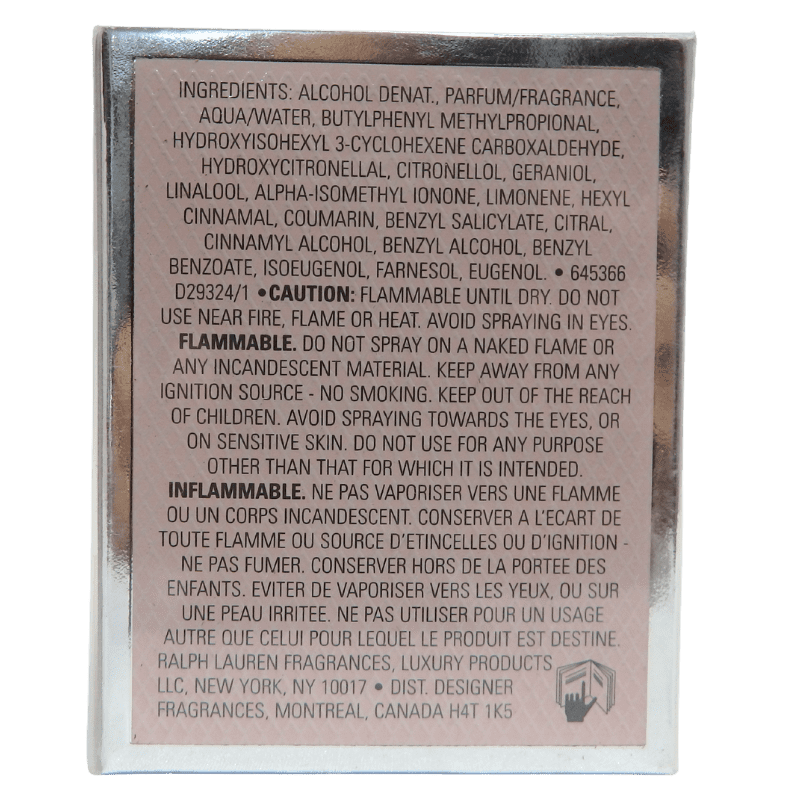 INGREDIENTS: ALCOHOL DENAT., PARFUM/FRAGRANCE,
AQUA/WATER, BUTYLPHENYL METHYLPROPIONAL,
HYDROXYISOHEXYL 3-CYCLOHEXENE CARBOXALDEHYDE,
HYDROXYCITRONELLAL, CITRONELLOL, GERANIOL,
LINALOOL, ALPHA-ISOMETHYL IONONE, LIMONENE, HEXYL
CINNAMAL, COUMARIN, BENZYL SALICYLATE, CITRAL,
CINNAMYL ALCOHOL, BENZYL ALCOHOL, BENZYL
BENZOATE, ISOEUGENOL, FARNESOL, EUGENOL. • 645366
D29324/1 •CAUTION: FLAMMABLE UNTIL DRY. DO NOT
USE NEAR FIRE, FLAME OR HEAT. AVOID SPRAYING IN EYES.
FLAMMABLE. DO NOT SPRAY ON A NAKED FLAME OR
ANY INCANDESCENT MATERIAL. KEEP AWAY FROM ANY
IGNITION SOURCE - NO SMOKING. KEEP OUT OF THE REACH
OF CHILDREN. AVOID SPRAYING TOWARDS THE EYES, OR
ON SENSITIVE SKIN. DO NOT USE FOR ANY PURPOSE
OTHER THAN THAT FOR WHICH IT IS INTENDED.
INFLAMMABLE. NE PAS VAPORISER VERS UNE FLAMME
OU UN CORPS INCANDESCENT. CONSERVER A L'ECART DE
TOUTE FLAMME OU SOURCE D'ETINCELLES OU D'IGNITION -
NE PAS FUMER. CONSERVER HORS DE LA PORTEE DES
ENFANTS. EVITER DE VAPORISER VERS LES YEUX, OU SUR
UNE PEAU IRRITEE. NE PAS UTILISER POUR UN USAGE
AUTRE QUE CELUI POUR LEQUEL LE PRODUIT EST DESTINE.
RALPH LAUREN FRAGRANCES, LUXURY PRODUCTS
LLC, NEW YORK, NY 10017 • DIST. DESIGNER
FRAGRANCES, MONTREAL, CANADA H4T 1K5